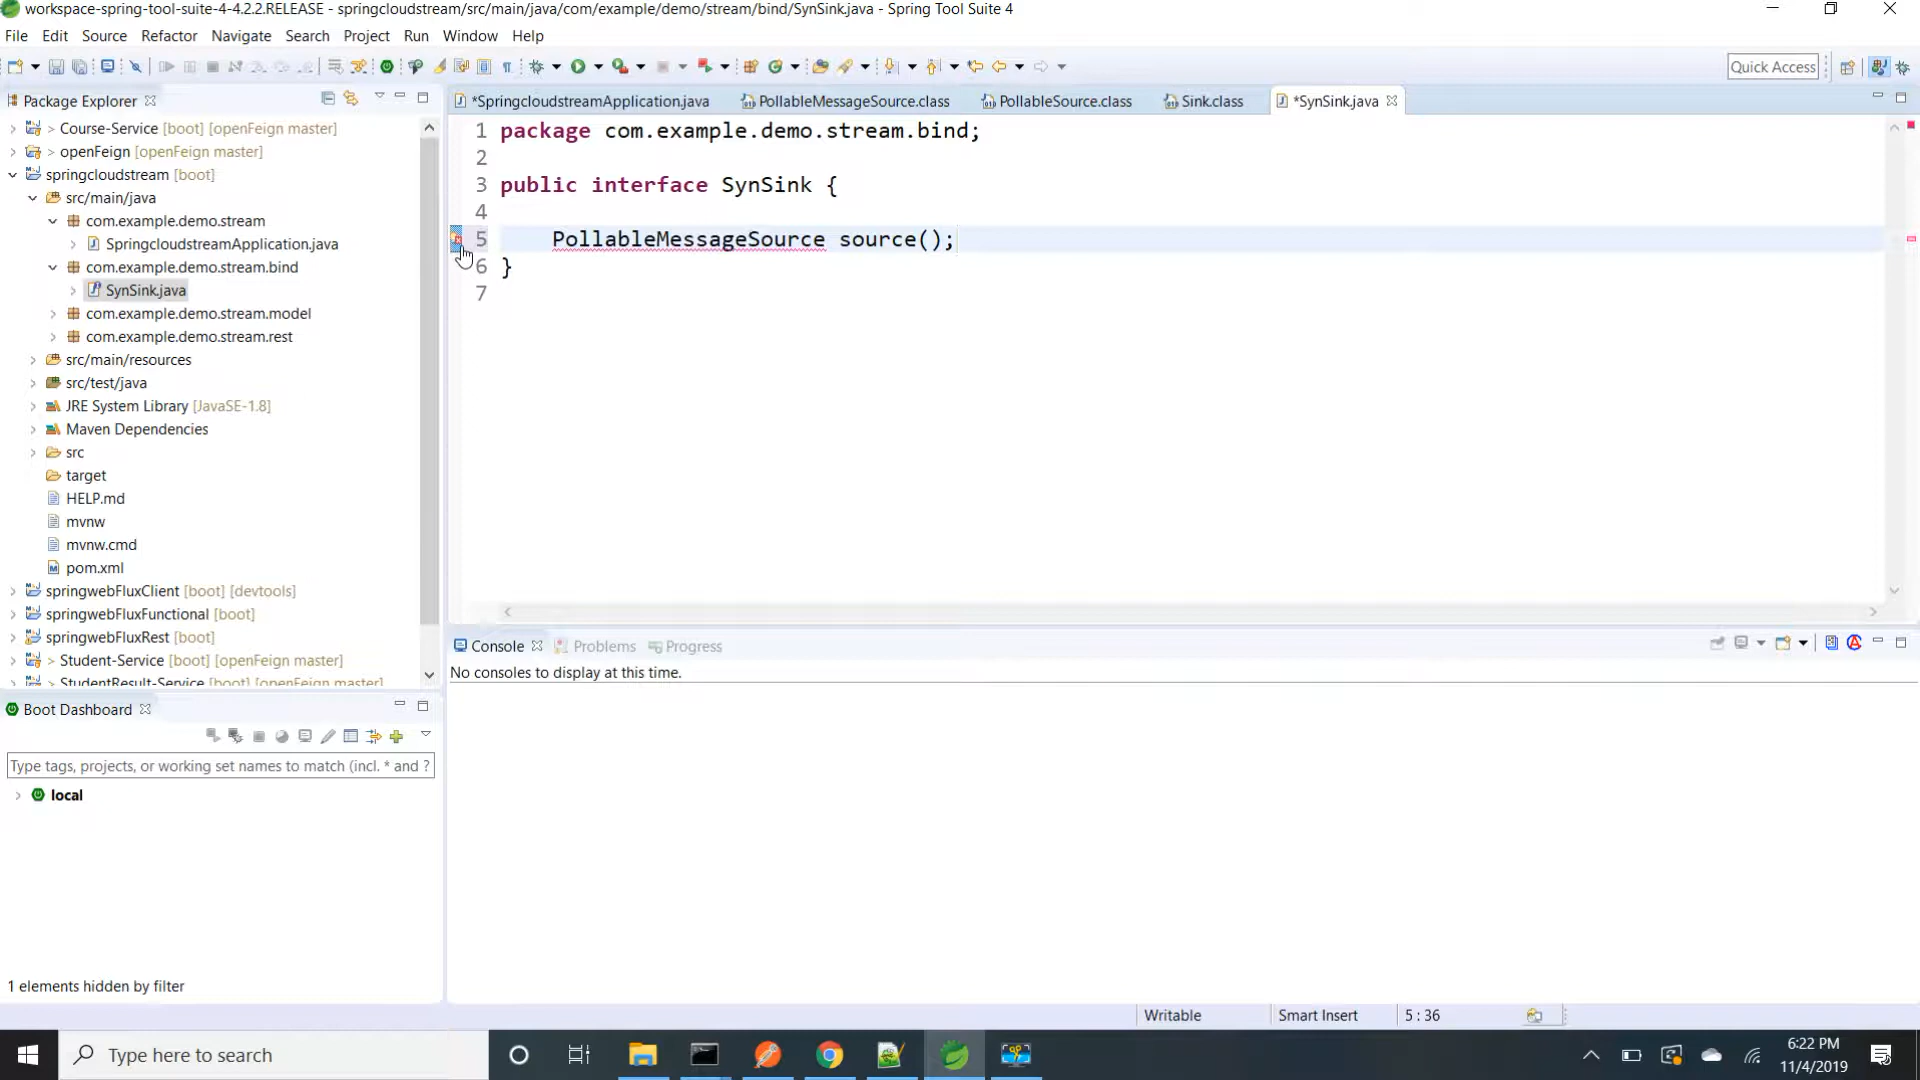 workspace-spring-tool-suite-4-4.2.2.RELEASE - springcloudstream/src/main/java/com/example/demo/stream/bind/SynSink.java - Spring Tool Suite 4
File Edit Source Refactor Navigate Search Project Run Window Help
Quick Access
Package Explorer
> Course-Service [boot] [openFeign master]
> openFeign [openFeign master]
springcloudstream [boot]
src/main/java
com.example.demo.stream
SpringcloudstreamApplication.java
com.example.demo.stream.bind
SynSink.java
com.example.demo.stream.model
com.example.demo.stream.rest
src/main/resources
src/test/java
JRE System Library [JavaSE-1.8]
Maven Dependencies
src
target
HELP.md
mvnw
mvnw.cmd
pom.xml
springwebFluxClient [boot] [devtools]
springwebFluxFunctional [boot]
springwebFluxRest [boot]
> Student-Service [boot] [openFeign master]
> StudentResult-Service [boot] [openFeign master]
Boot Dashboard
Type tags, projects, or working set names to match (incl. * and ?
local
1 elements hidden by filter
*SpringcloudstreamApplication.java PollableMessageSource.class PollableSource.class Sink.class *SynSink.java
1 package com.example.demo.stream.bind;
2
3 public interface SynSink {
4
5 PollableMessageSource source();
6 }
7
Console Problems Progress
No consoles to display at this time.
Writable Smart Insert 5 : 36
Type here to search
6:22 PM
11/4/2019